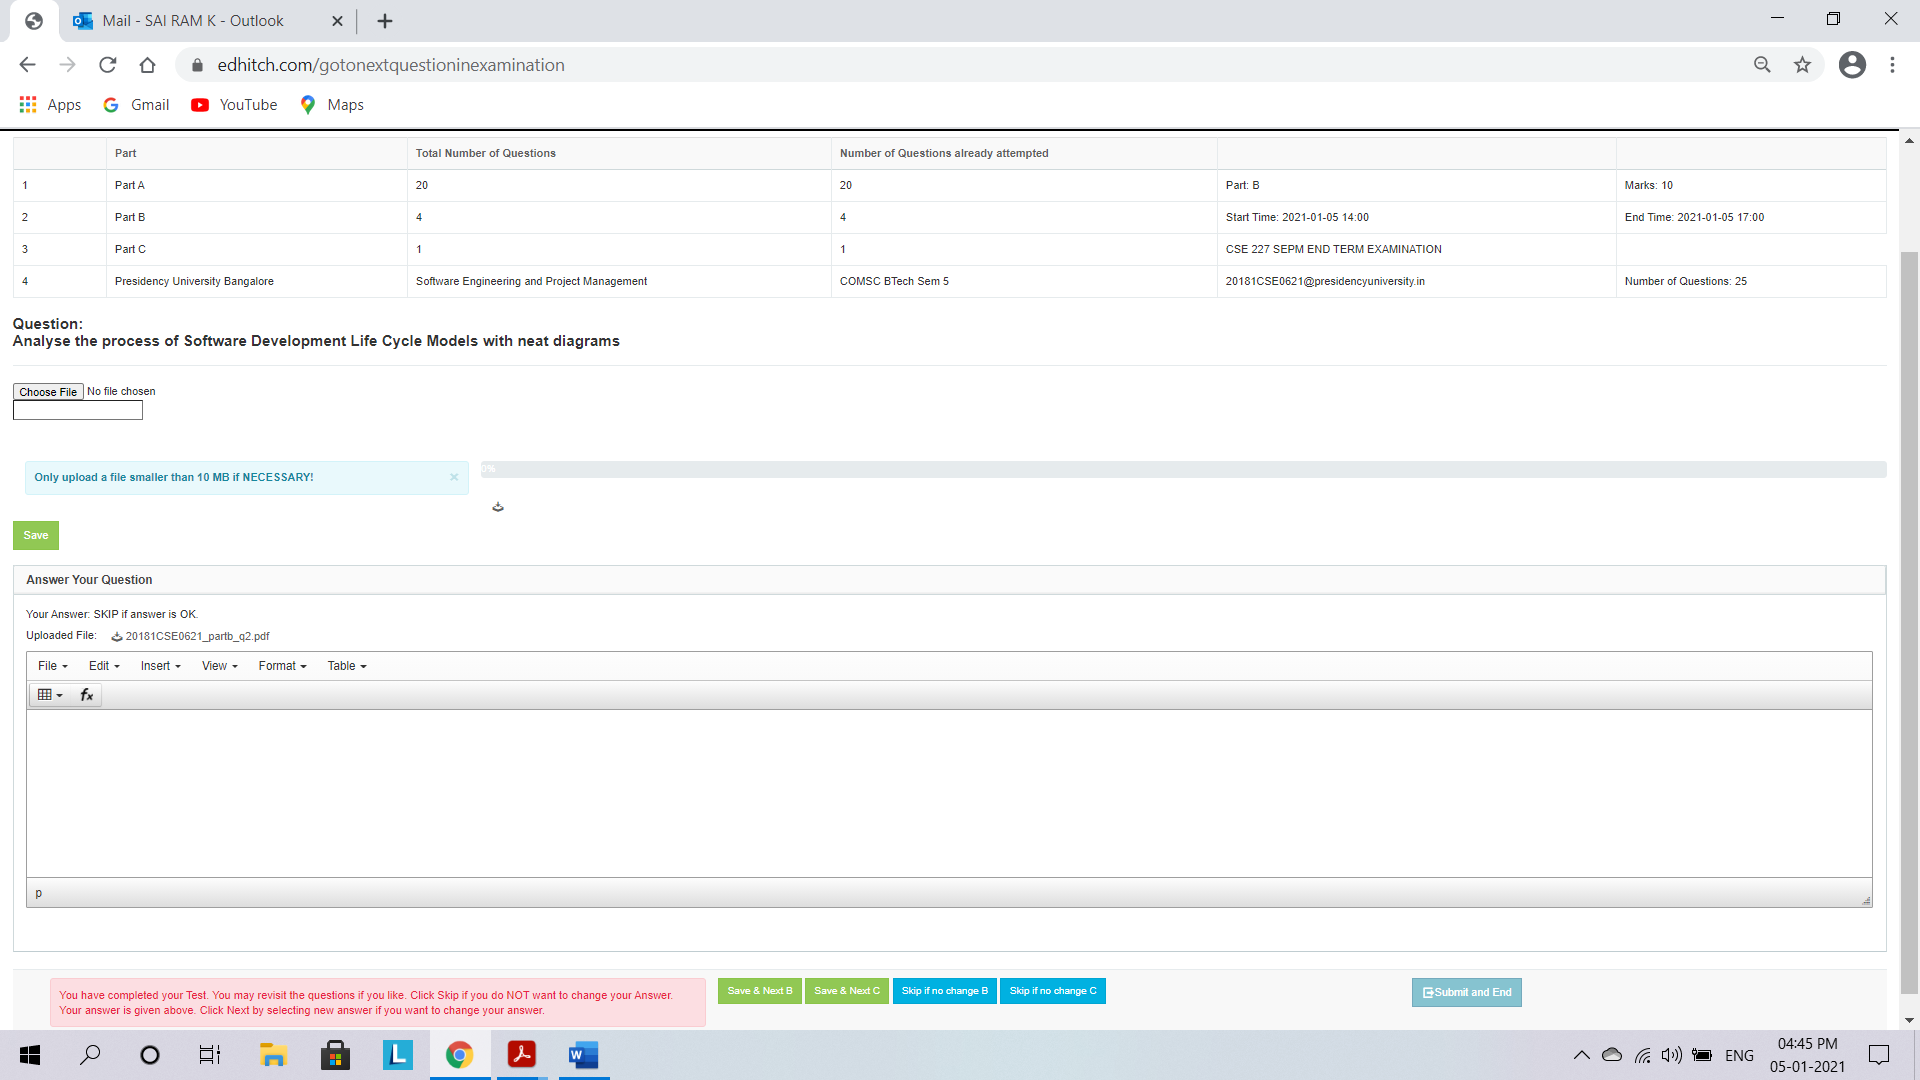 Mail - SAI RAM K - Outlook
edhitch.com/gotonextquestioninexamination
Apps Gmail YouTube Maps
Part Total Number of Questions Number of Questions already attempted
1 Part A 20 20 Part: B Marks: 10
2 Part B 4 4 Start Time: 2021-01-05 14:00 End Time: 2021-01-05 17:00
3 Part C 1 1 CSE 227 SEPM END TERM EXAMINATION
4 Presidency University Bangalore Software Engineering and Project Management COMSC BTech Sem 5 20181CSE0621@presidencyuniversity.in Number of Questions: 25
Question:
Analyse the process of Software Development Life Cycle Models with neat diagrams
Choose File No file chosen
0%
Only upload a file smaller than 10 MB if NECESSARY! ×
Save
Answer Your Question
Your Answer: SKIP if answer is OK.
Uploaded File: 20181CSE0621_partb_q2.pdf
File Edit Insert View Format Table
fx
p
You have completed your Test. You may revisit the questions if you like. Click Skip if you do NOT want to change your Answer.
Your answer is given above. Click Next by selecting new answer if you want to change your answer.
Save & Next B Save & Next C Skip if no change B Skip if no change C Submit and End
L W ENG 04:45 PM
05-01-2021